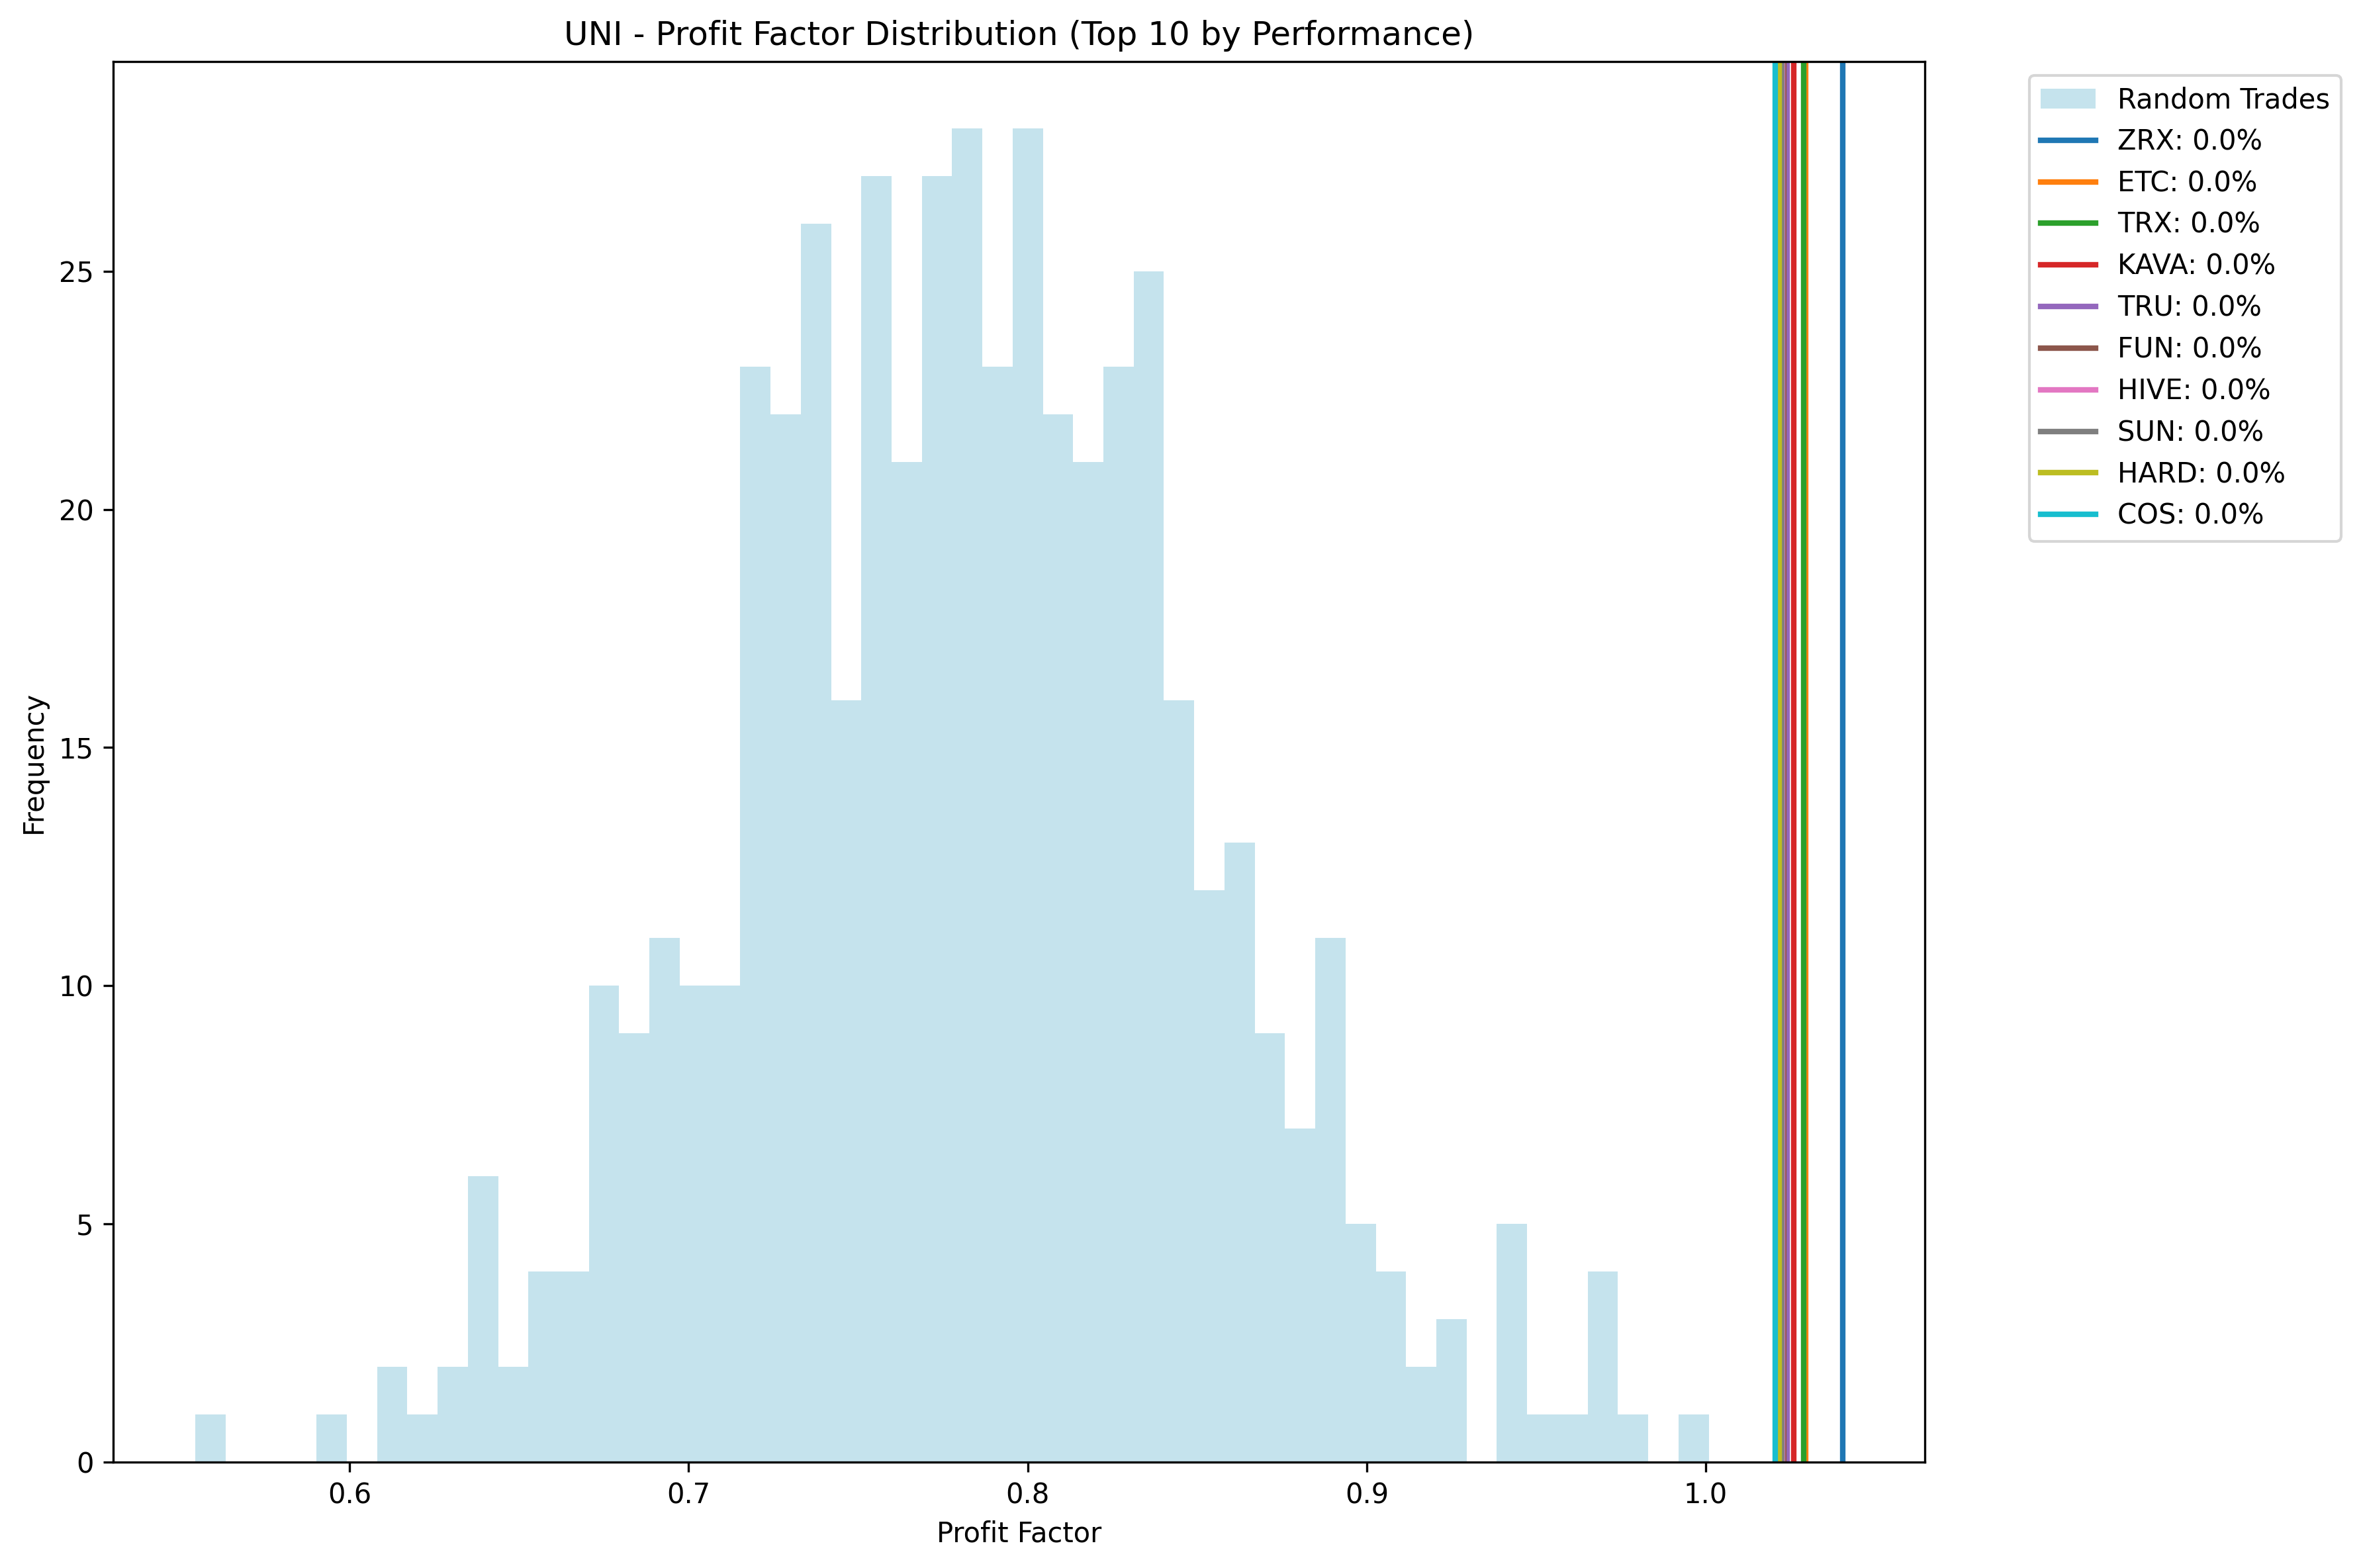 UNI - Profit Factor Distribution (Top 10 by Performance)
Frequency
25
20
15
10
5
0
0.6
0.7
0.8
0.9
1.0
Profit Factor
Random Trades
ZRX: 0.0%
ETC: 0.0%
TRX: 0.0%
KAVA: 0.0%
TRU: 0.0%
FUN: 0.0%
HIVE: 0.0%
SUN: 0.0%
HARD: 0.0%
COS: 0.0%